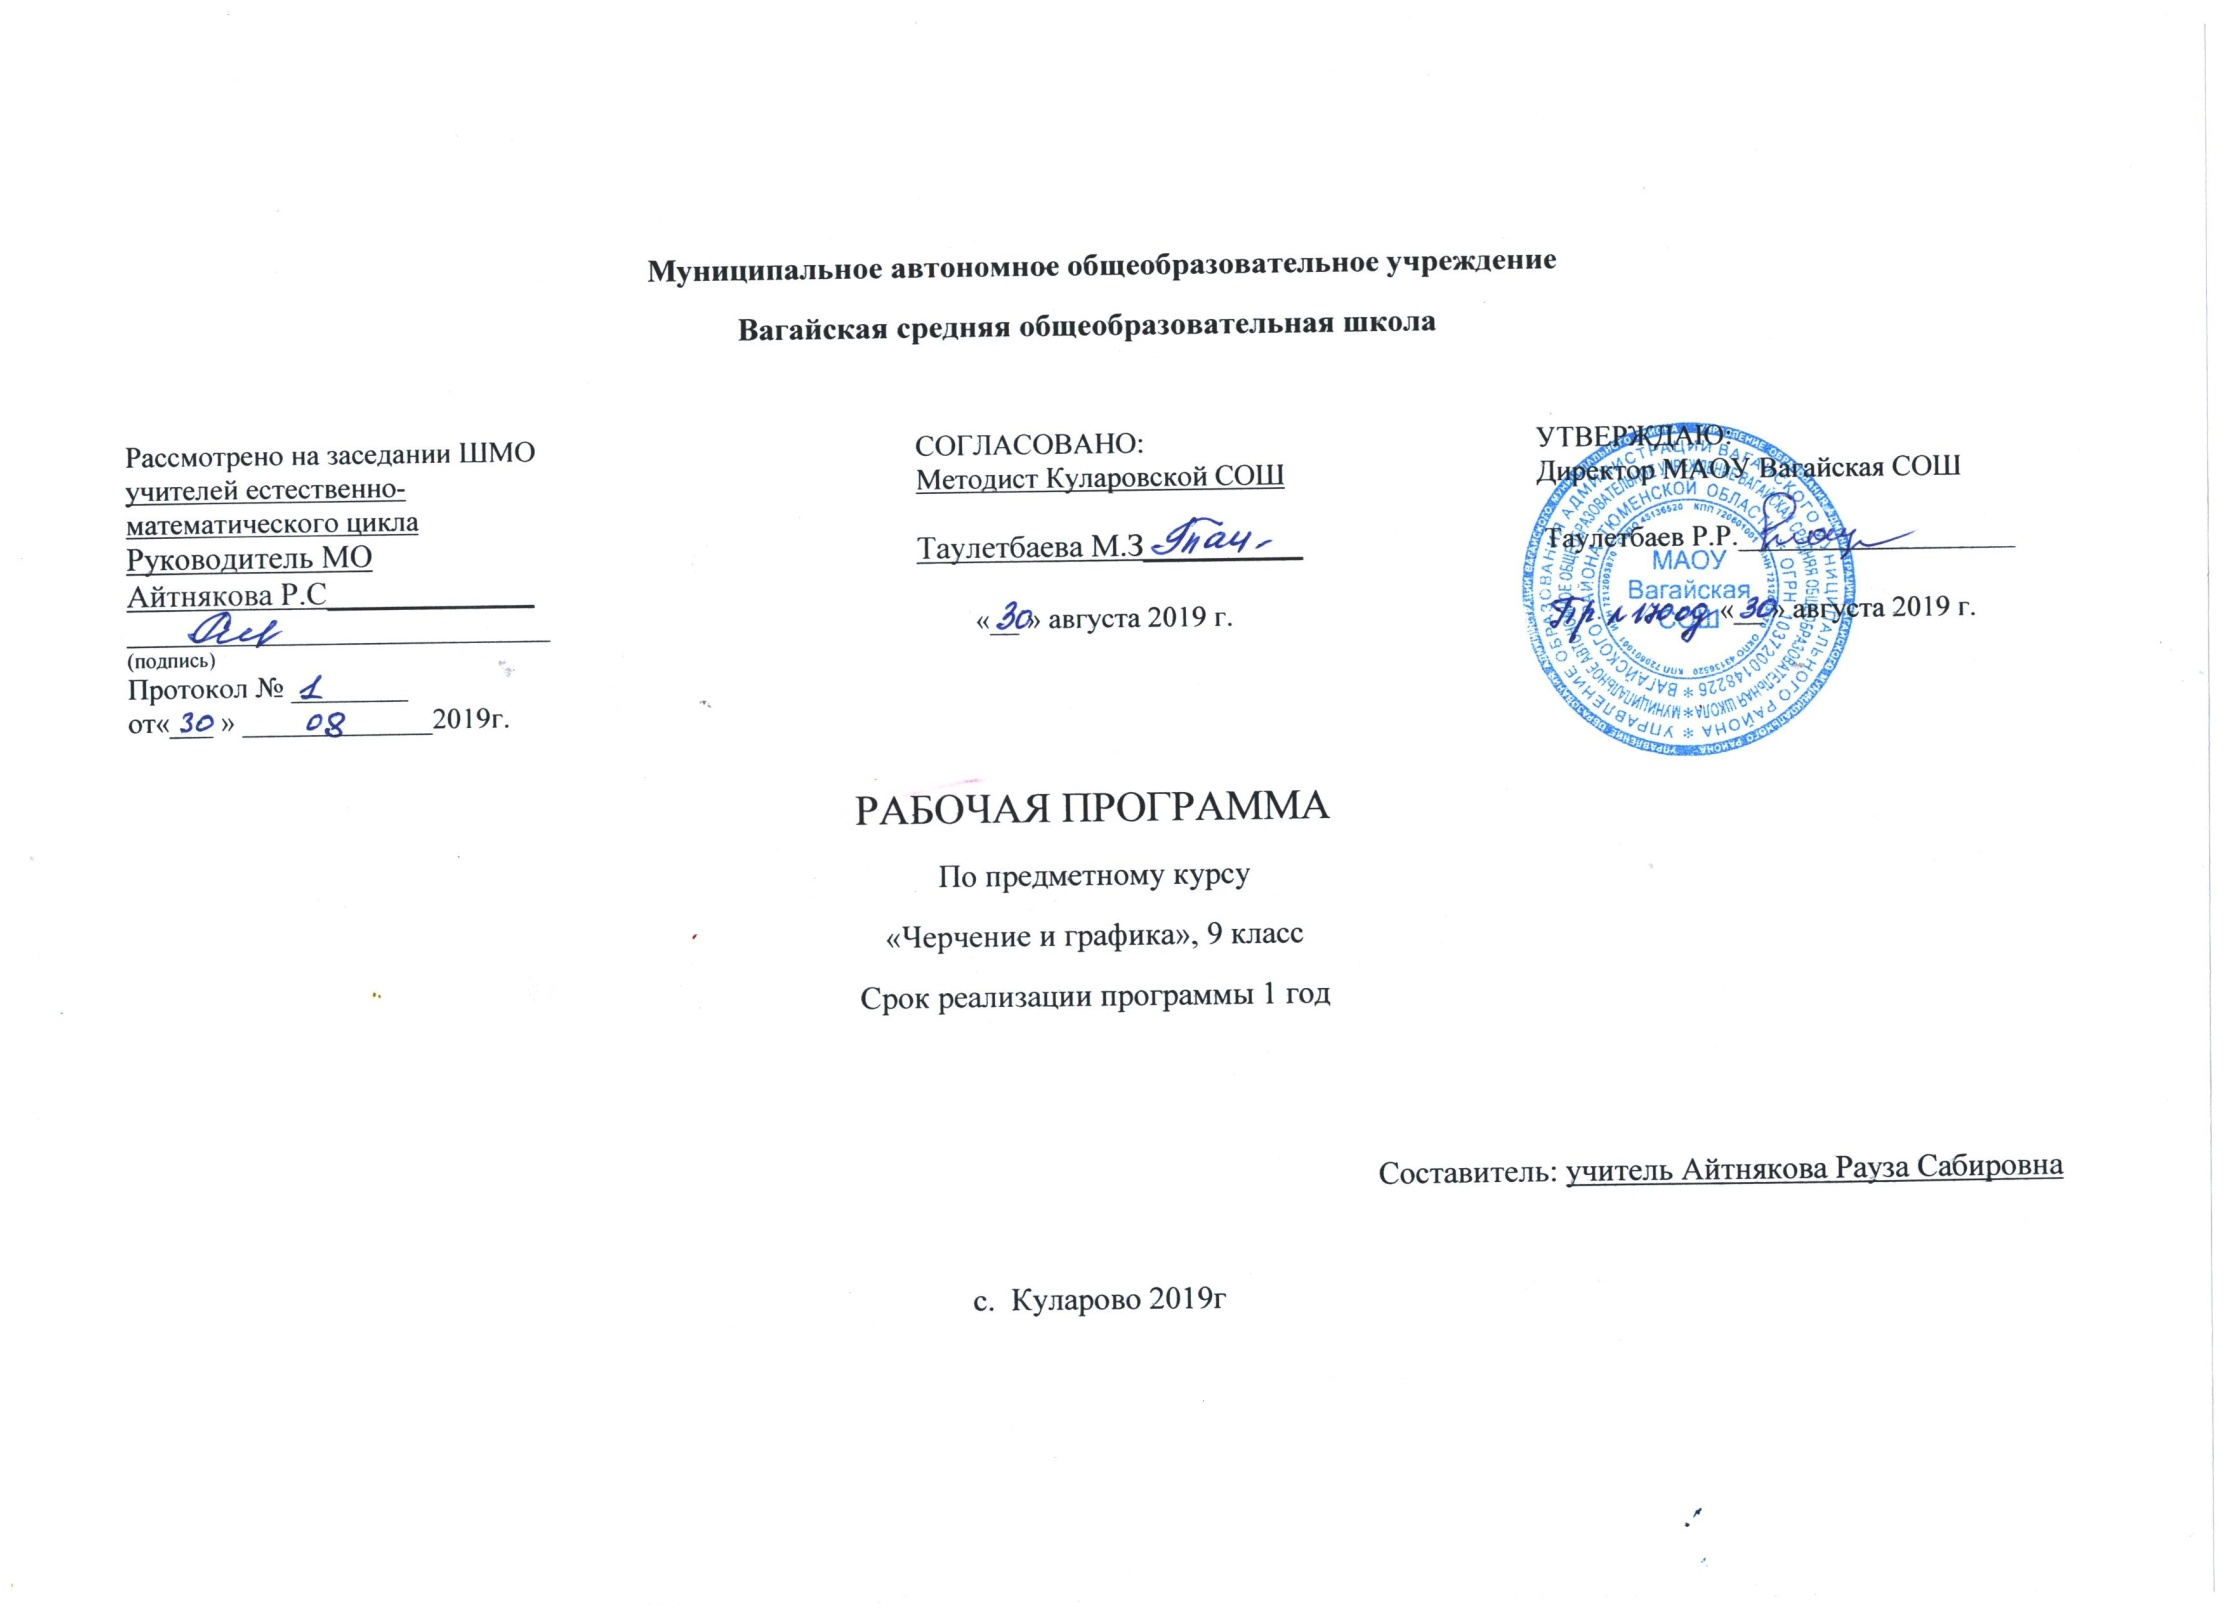 Муниципальное автономное общеобразовательное учреждение
Вагайская средняя общеобразовательная школа
Рассмотрено на заседании ШМО
учителей естественно-
математического цикла
Руководитель МО
Айтнякова Р.С
(подпись)
Протокол № 1
от« 30 » 08 2019г.
СОГЛАСОВАНО:
Методист Куларовской СОШ
Таулетбаева М.З
«30» августа 2019 г.
УТВЕРЖДАЮ:
Директор МАОУ Вагайская СОШ
Таулетбаев Р.Р.
«30» августа 2019 г.
МАОУ
Вагайская
СОШ
РАБОЧАЯ ПРОГРАММА
По предметному курсу
«Черчение и графика», 9 класс
Срок реализации программы 1 год
Составитель: учитель Айтнякова Рауза Сабировна
с. Куларово 2019г